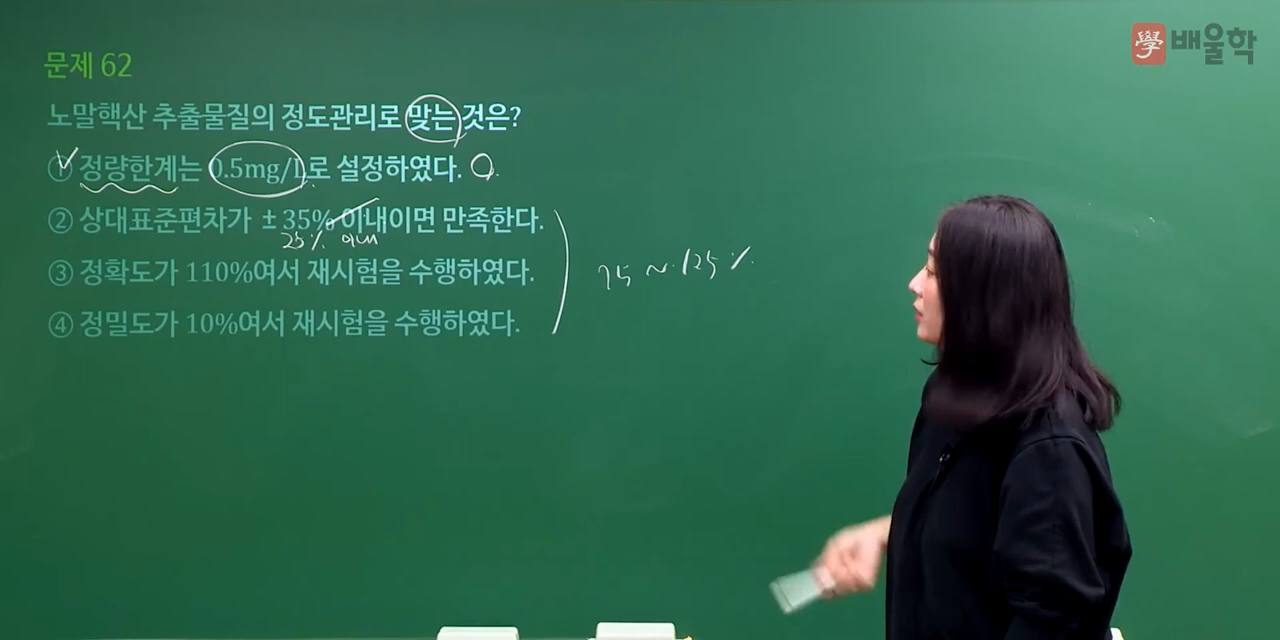 學 배울학
문제 62
노말헥산 추출물질의 정도관리로 맞는 것은?
① 정량한계는 0.5mg/L로 설정하였다.
② 상대표준편차가 ± 35% 이내이면 만족한다.
25% 이내
③ 정확도가 110%여서 재시험을 수행하였다.
75 ~ 125%
④ 정밀도가 10%여서 재시험을 수행하였다.